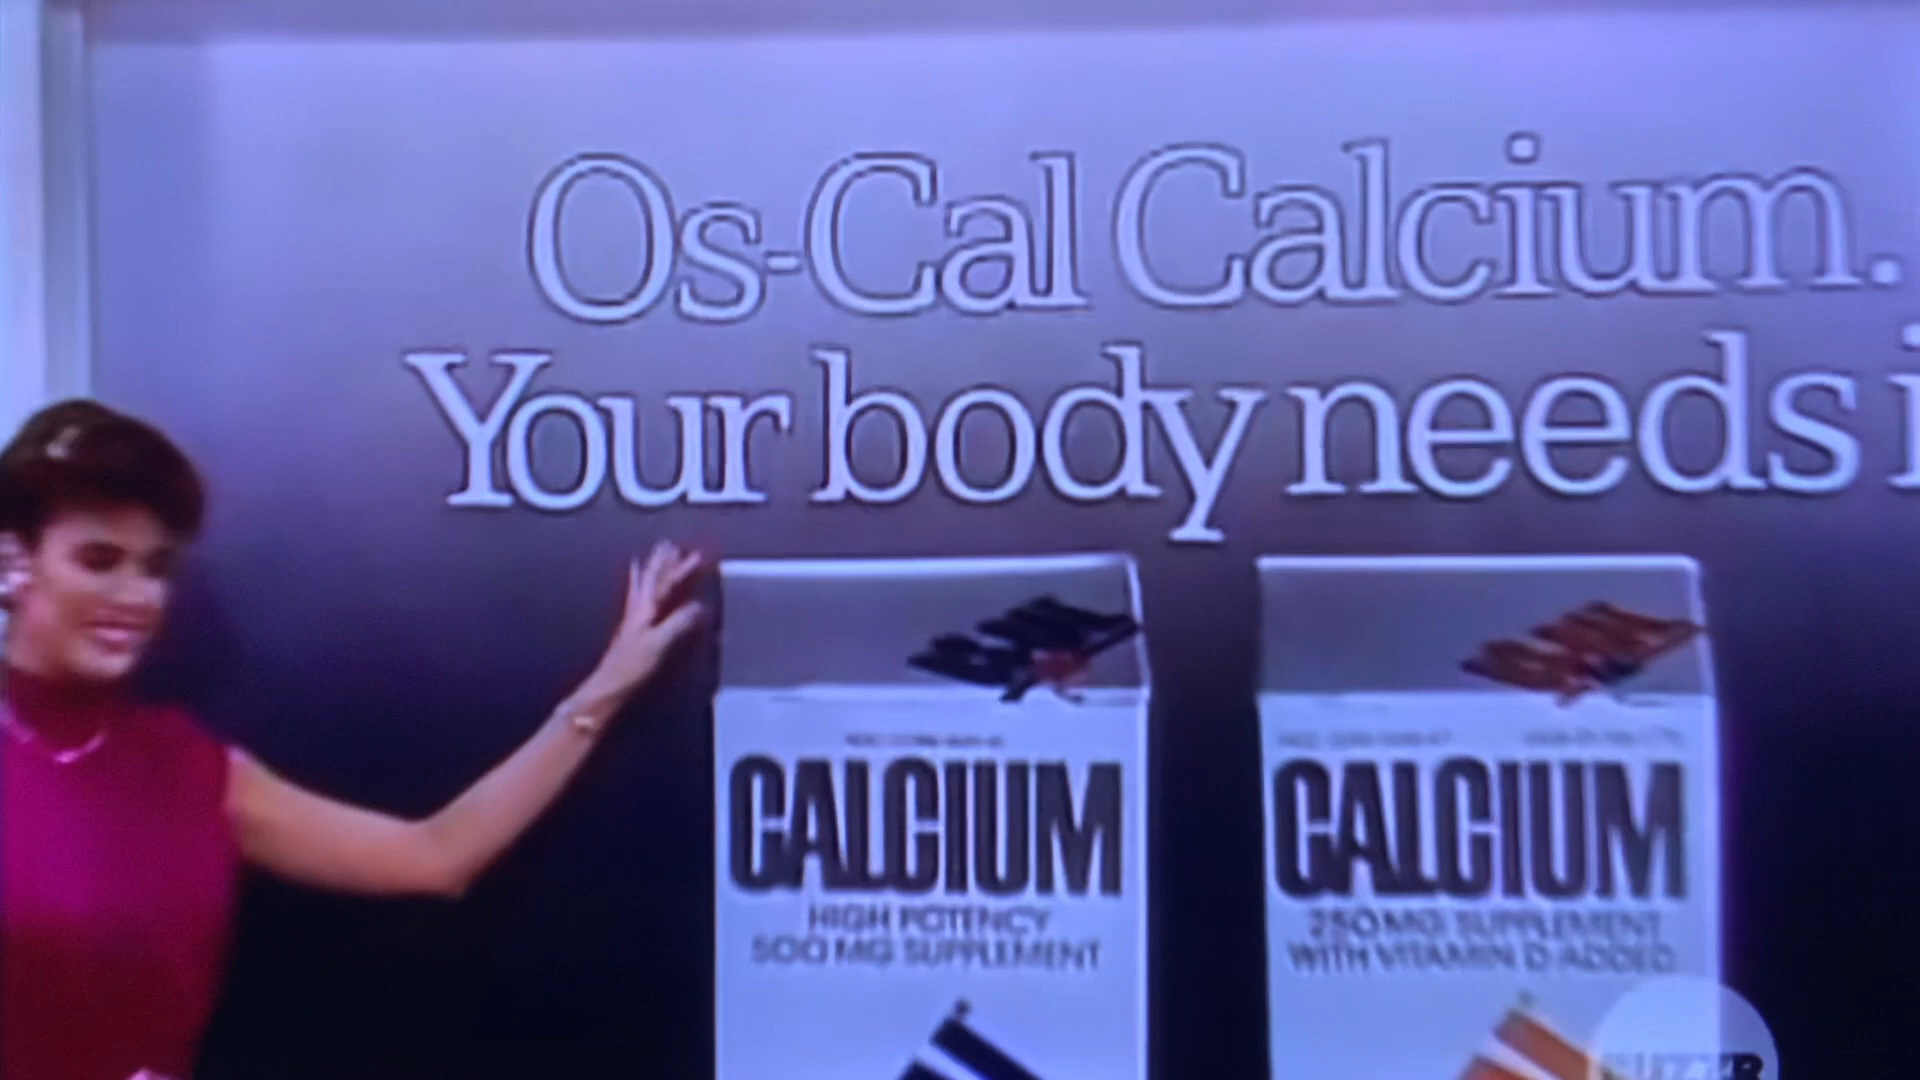 Os-Cal Calcium.
Your body needs i
CALCIUM
HIGH POTENCY
500 MG SUPPLEMENT
CALCIUM
250 MG SUPPLEMENT
WITH VITAMIN D ADDED
BUZZR